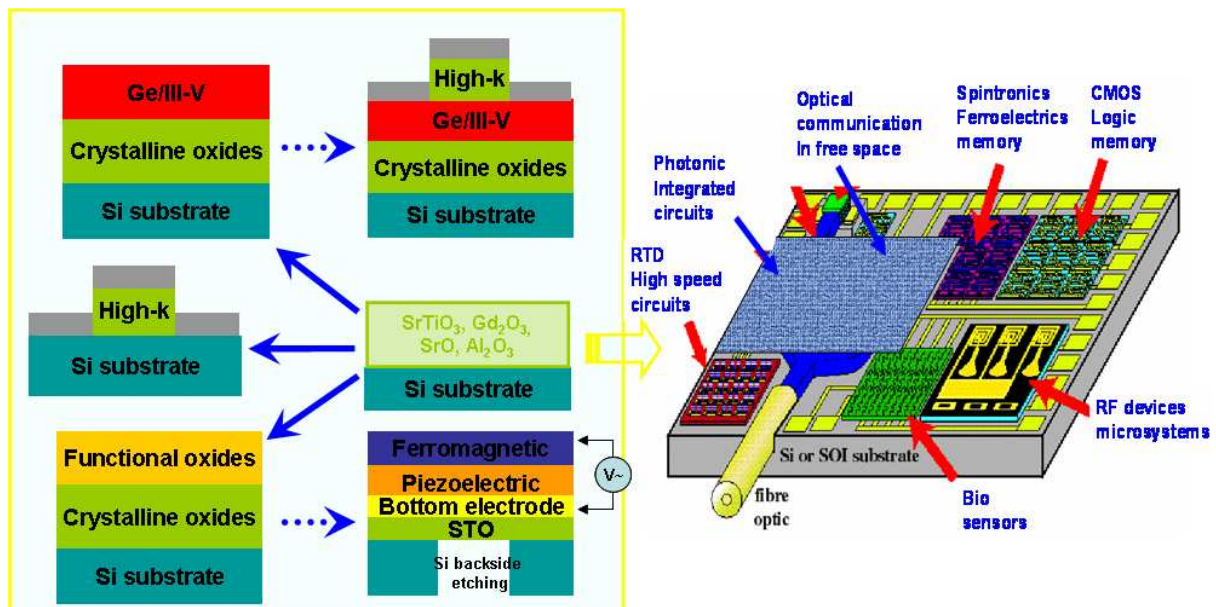 Ge/III-V
Crystalline oxides
Si substrate
High-k
Ge/III-V
Crystalline oxides
Si substrate
High-k
Si substrate
SrTiO₃, Gd₂O₃,
SrO, Al₂O₃
Si substrate
Functional oxides
Crystalline oxides
Si substrate
Ferromagnetic
Piezoelectric
Bottom electrode
STO
Si backside
etching
V~
Optical
communication
In free space
Spintronics
Ferroelectrics
memory
CMOS
Logic
memory
Photonic
Integrated
circuits
RTD
High speed
circuits
RF devices
microsystems
Si or SOI substrate
fibre
optic
Bio
sensors